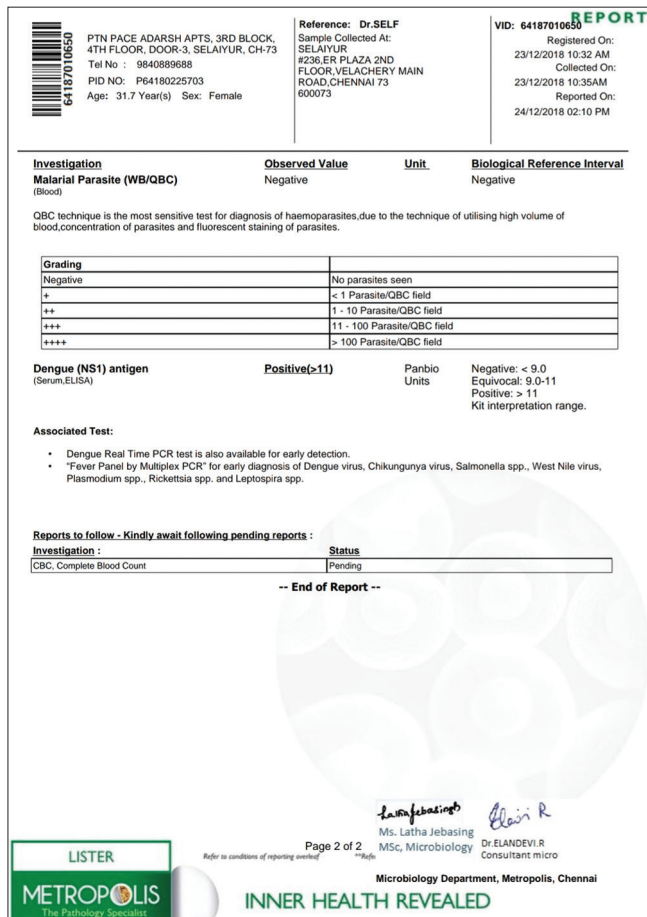 REPORT
64187010650
PTN PACE ADARSH APTS, 3RD BLOCK,
4TH FLOOR, DOOR-3, SELAIYUR, CH-73
Tel No : 9840889688
PID NO: P64180225703
Age: 31.7 Year(s) Sex: Female
Reference: Dr.SELF
Sample Collected At:
SELAIYUR
#236,ER PLAZA 2ND
FLOOR,VELACHERY MAIN
ROAD,CHENNAI 73
600073
VID: 64187010650
Registered On:
23/12/2018 10:32 AM
Collected On:
23/12/2018 10:35AM
Reported On:
24/12/2018 02:10 PM
Investigation Observed Value Unit Biological Reference Interval
Malarial Parasite (WB/QBC) Negative Negative
(Blood)
QBC technique is the most sensitive test for diagnosis of haemoparasites,due to the technique of utilising high volume of
blood,concentration of parasites and fluorescent staining of parasites.
Grading
Negative No parasites seen
+ < 1 Parasite/QBC field
++ 1 - 10 Parasite/QBC field
+++ 11 - 100 Parasite/QBC field
++++ > 100 Parasite/QBC field
Dengue (NS1) antigen Positive(>11) Panbio Negative: < 9.0
(Serum,ELISA) Units Equivocal: 9.0-11
Positive: > 11
Kit interpretation range.
Associated Test:
• Dengue Real Time PCR test is also available for early detection.
• "Fever Panel by Multiplex PCR" for early diagnosis of Dengue virus, Chikungunya virus, Salmonella spp., West Nile virus,
Plasmodium spp., Rickettsia spp. and Leptospira spp.
Reports to follow - Kindly await following pending reports :
Investigation : Status
CBC, Complete Blood Count Pending
-- End of Report --
Latha Jebasingh
Elavi R
Ms. Latha Jebasing
MSc, Microbiology
Dr.ELANDEVI.R
Consultant micro
Page 2 of 2
Refer to conditions of reporting overleaf **Refe
Microbiology Department, Metropolis, Chennai
LISTER
METROPOLIS
The Pathology Specialist
INNER HEALTH REVEALED